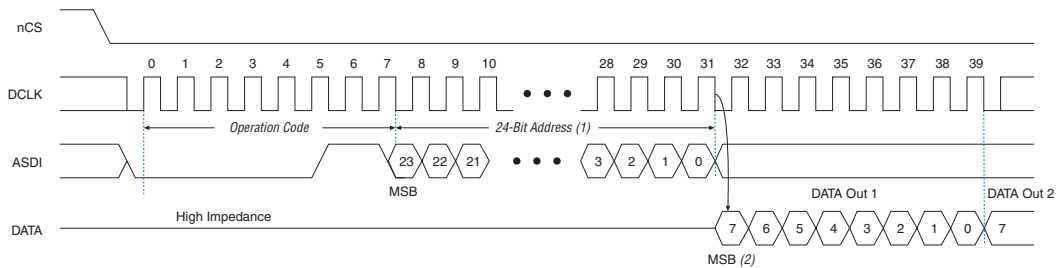 nCS
0 1 2 3 4 5 6 7 8 9 10 28 29 30 31 32 33 34 35 36 37 38 39
DCLK
Operation Code 24-Bit Address (1)
ASDI 23 22 21 3 2 1 0
MSB DATA Out 1 DATA Out 2
High Impedance
DATA 7 6 5 4 3 2 1 0 7
MSB (2)